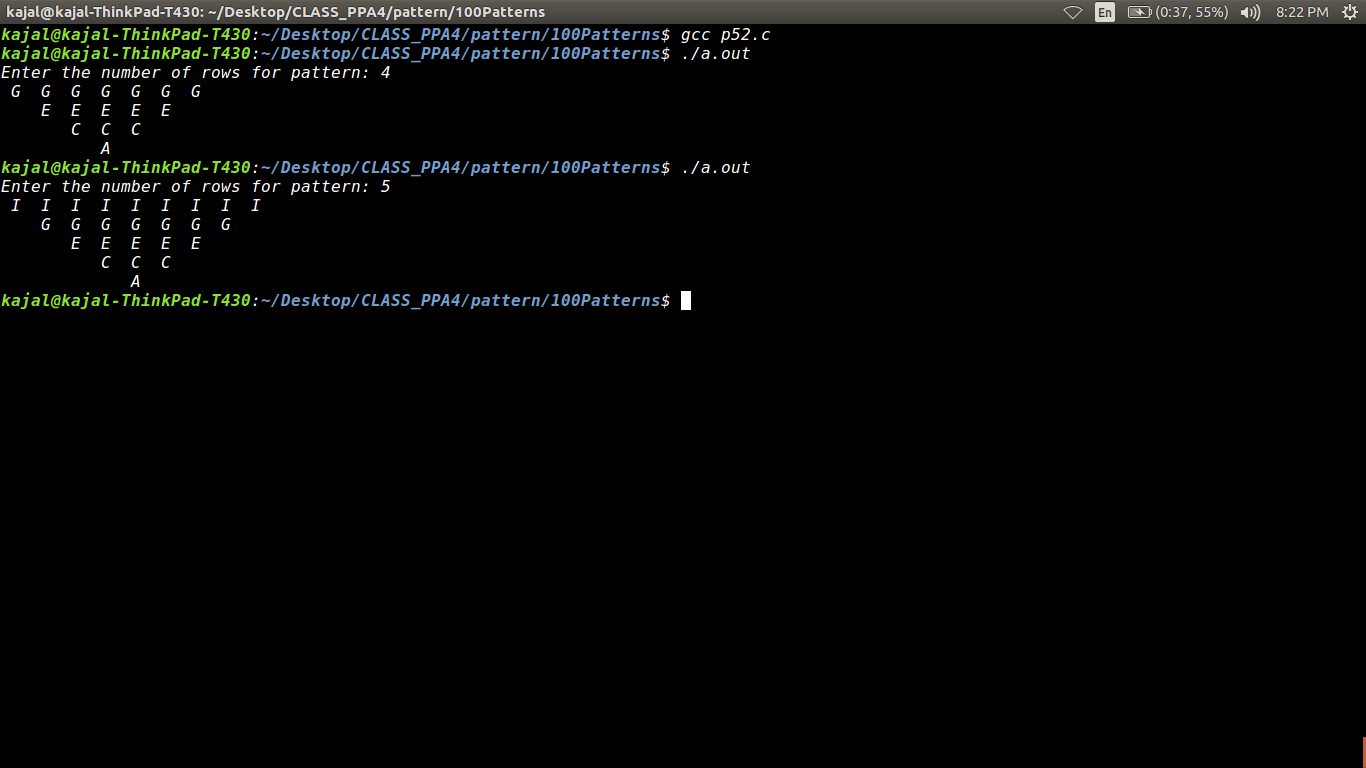 kajal@kajal-ThinkPad-T430: ~/Desktop/CLASS_PPA4/pattern/100Patterns En (0:37, 55%) 8:22 PM
kajal@kajal-ThinkPad-T430:~/Desktop/CLASS_PPA4/pattern/100Patterns$ gcc p52.c
kajal@kajal-ThinkPad-T430:~/Desktop/CLASS_PPA4/pattern/100Patterns$ ./a.out
Enter the number of rows for pattern: 4
 G  G  G  G  G  G  G
    E  E  E  E  E
       C  C  C
          A
kajal@kajal-ThinkPad-T430:~/Desktop/CLASS_PPA4/pattern/100Patterns$ ./a.out
Enter the number of rows for pattern: 5
 I  I  I  I  I  I  I  I  I
    G  G  G  G  G  G  G
       E  E  E  E  E
          C  C  C
             A
kajal@kajal-ThinkPad-T430:~/Desktop/CLASS_PPA4/pattern/100Patterns$